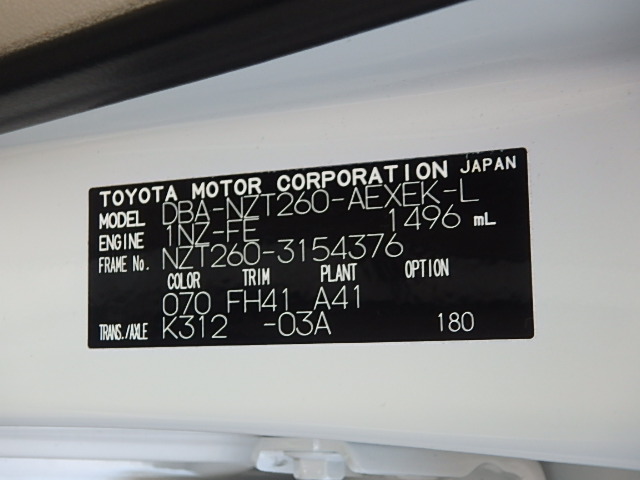 TOYOTA MOTOR CORPORATION JAPAN
MODEL DBA-NZT260-AEXEK-L
ENGINE 1NZ-FE 1496 mL
FRAME No. NZT260-3154376
COLOR TRIM PLANT OPTION
070 FH41 A41
TRANS./AXLE K312 -03A 180